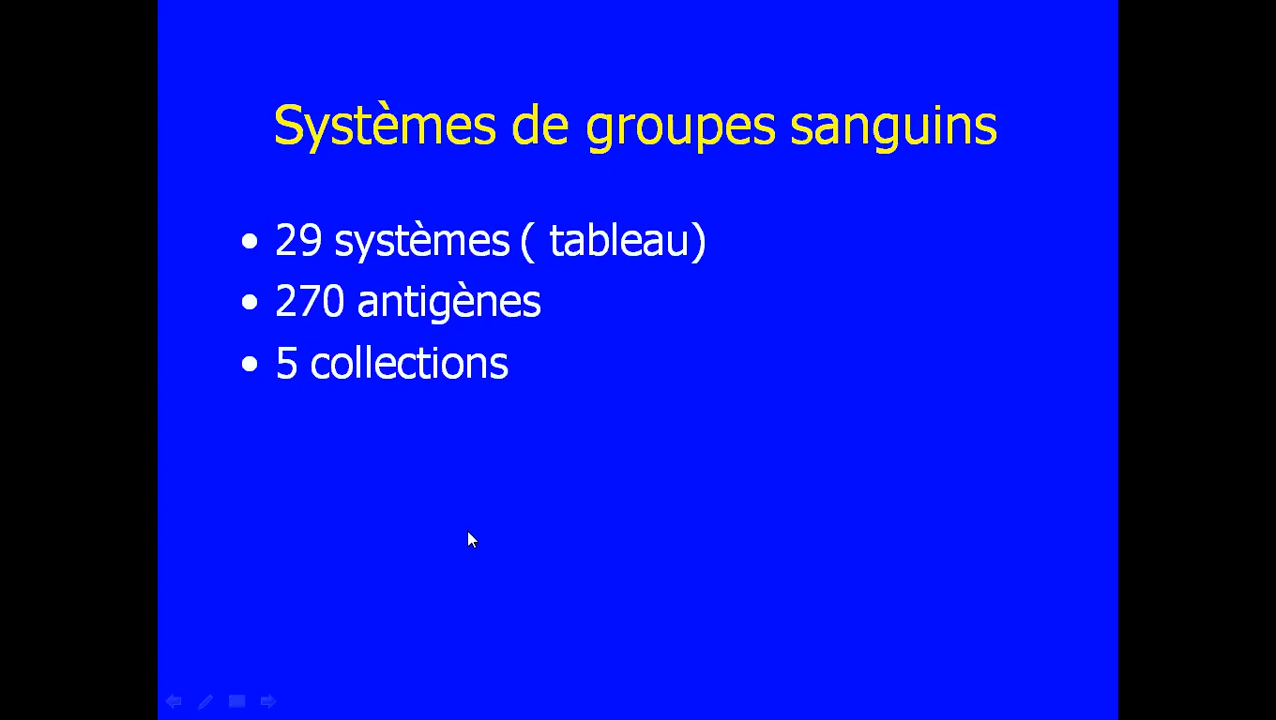 Systèmes de groupes sanguins
• 29 systèmes ( tableau)
• 270 antigènes
• 5 collections